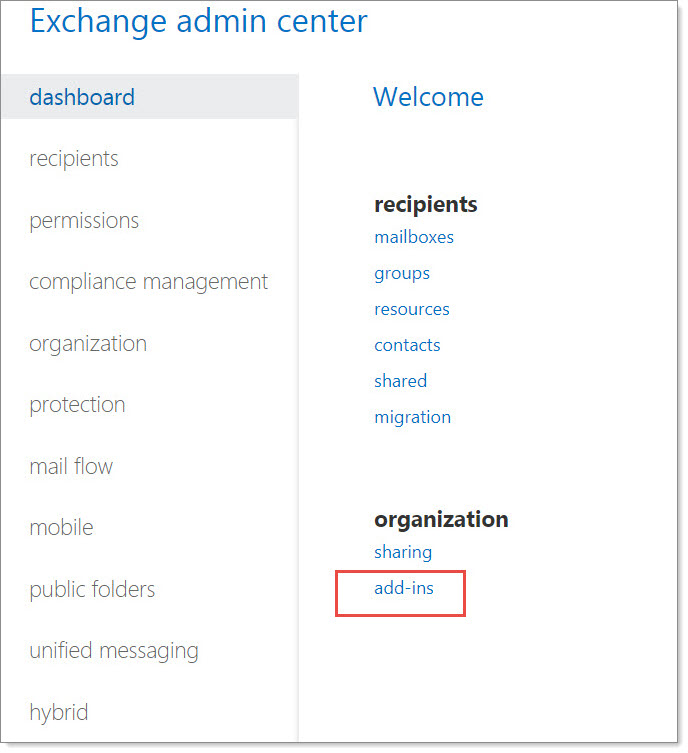 Exchange admin center
dashboard
recipients
permissions
compliance management
organization
protection
mail flow
mobile
public folders
unified messaging
hybrid
Welcome
recipients
mailboxes
groups
resources
contacts
shared
migration
organization
sharing
add-ins